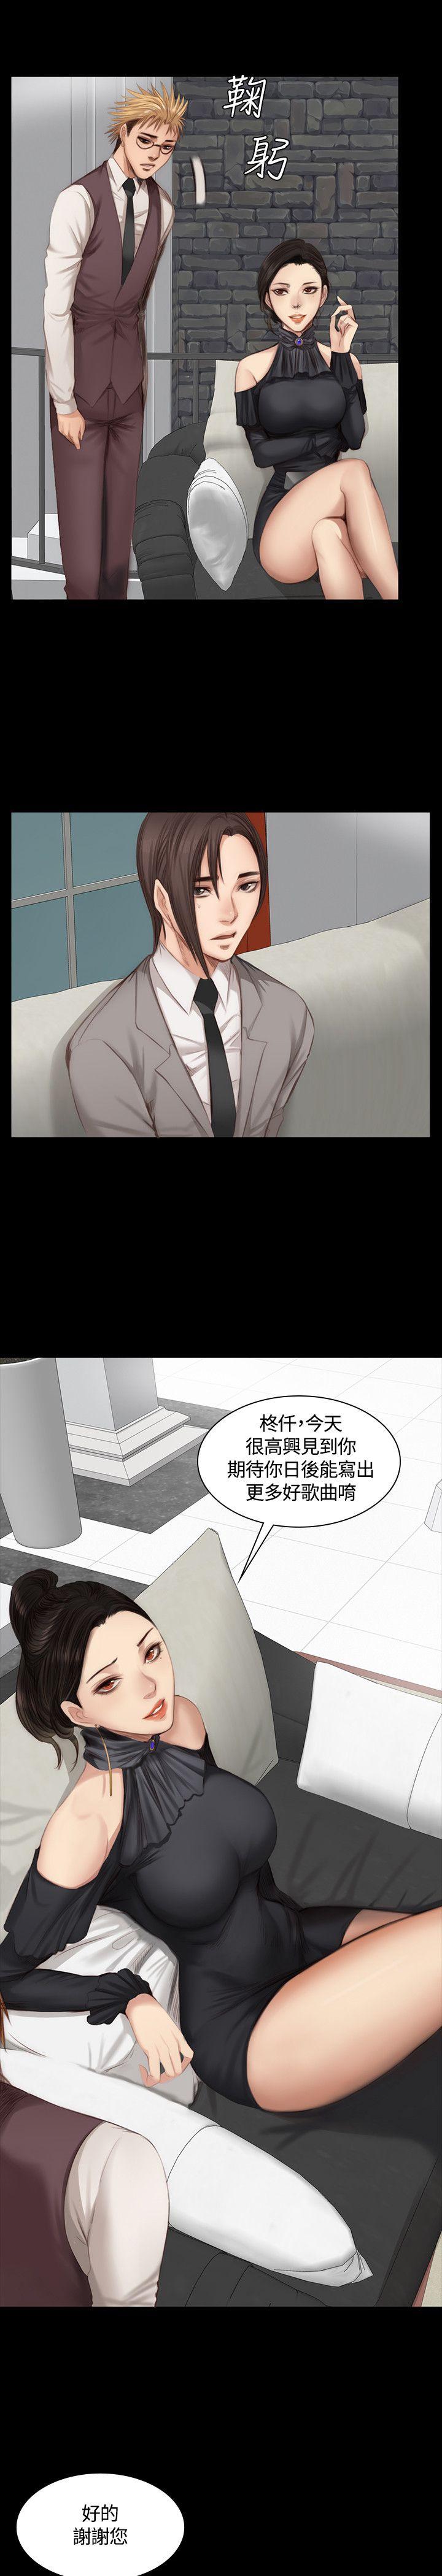 鞠
躬
柊仟，今天
很高興見到你
期待你日後能寫出
更多好歌曲唷
好的
謝謝您